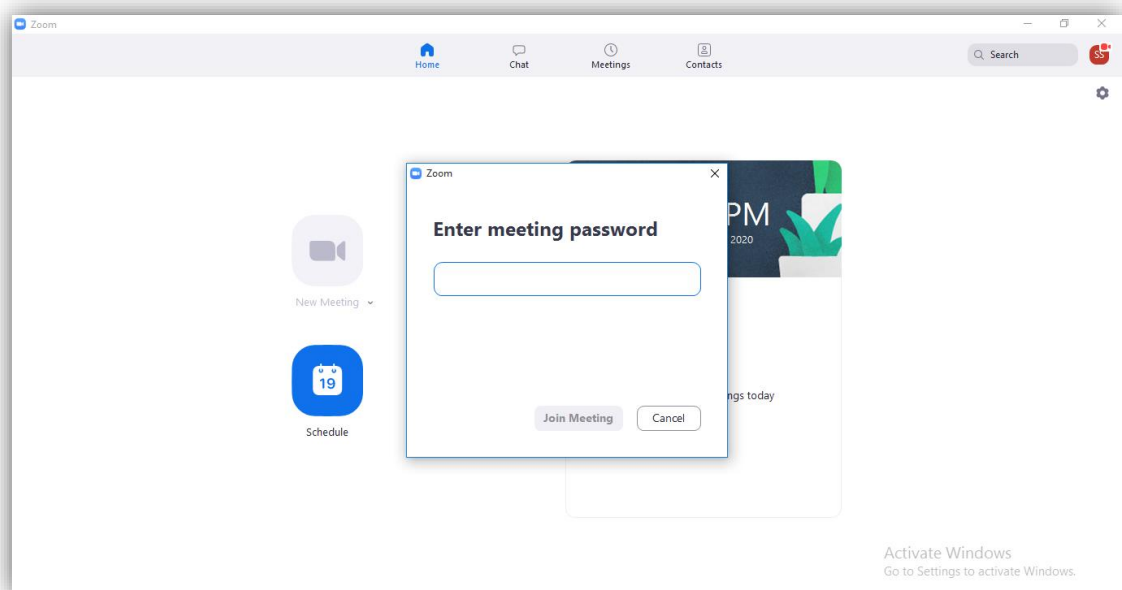 Zoom
Home
Chat
Meetings
Contacts
Search
SS
Zoom
Enter meeting password
PM
2020
New Meeting
19
ngs today
Join Meeting
Cancel
Schedule
Activate Windows
Go to Settings to activate Windows.